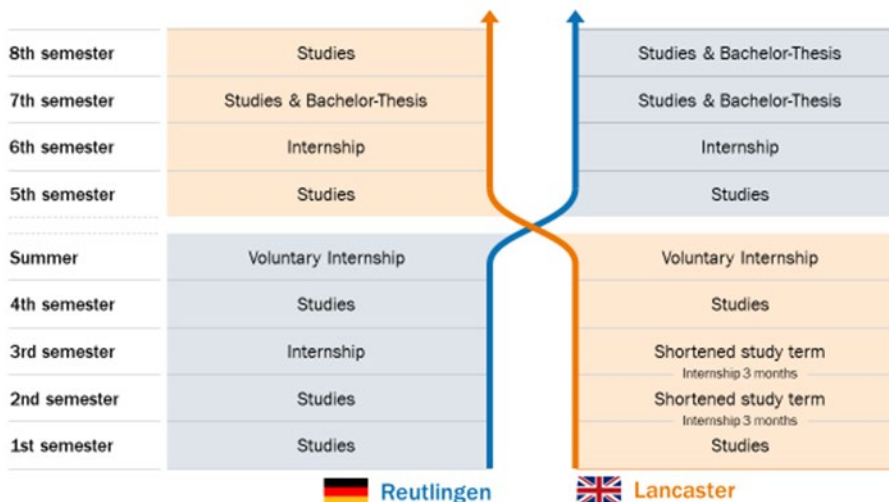 8th semester Studies Studies & Bachelor-Thesis
7th semester Studies & Bachelor-Thesis Studies & Bachelor-Thesis
6th semester Internship Internship
5th semester Studies Studies
Summer Voluntary Internship Voluntary Internship
4th semester Studies Studies
3rd semester Internship Shortened study term
Internship 3 months
2nd semester Studies Shortened study term
Internship 3 months
1st semester Studies Studies
Reutlingen Lancaster